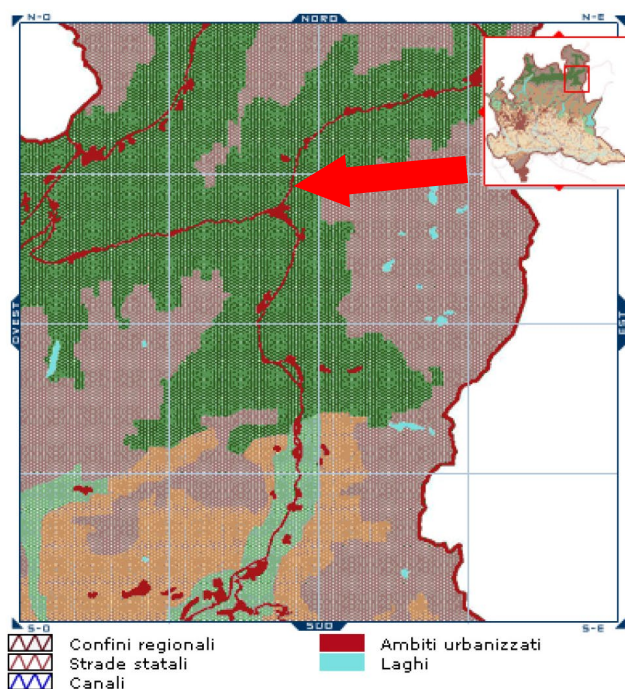 N-O NORD N-E
OVEST
EST
S-O SUD S-E
Confini regionali
Strade statali
Canali
Ambiti urbanizzati
Laghi